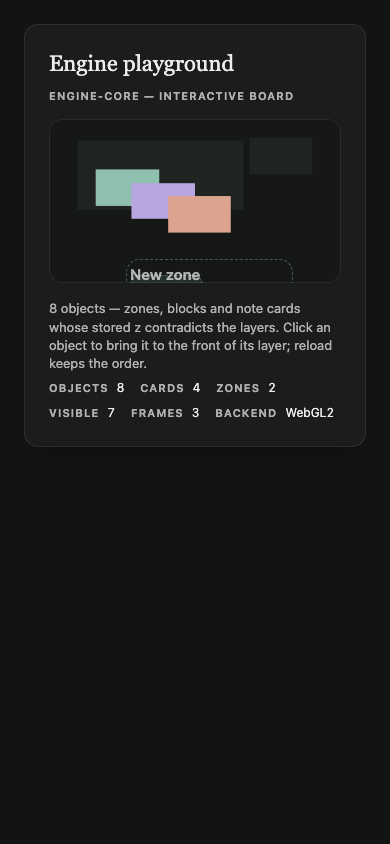 Engine playground
ENGINE-CORE — INTERACTIVE BOARD
New zone
8 objects — zones, blocks and note cards
whose stored z contradicts the layers. Click an
object to bring it to the front of its layer; reload
keeps the order.
OBJECTS 8 CARDS 4 ZONES 2
VISIBLE 7 FRAMES 3 BACKEND WebGL2